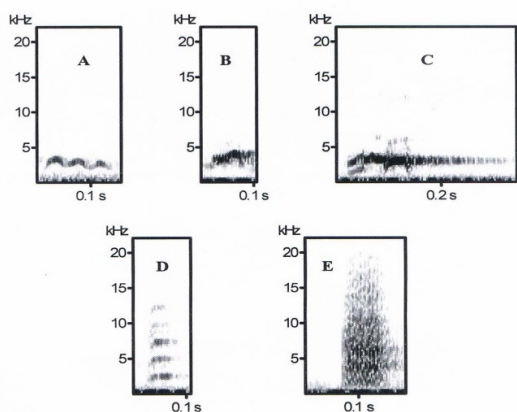 kHz kHz kHz
20 20 20
A B C
15 15 15
10 10 10
5 5 5
0.1 s 0.1 s 0.2 s
kHz kHz
20 20
D E
15 15
10 10
5 5
0.1 s 0.1 s